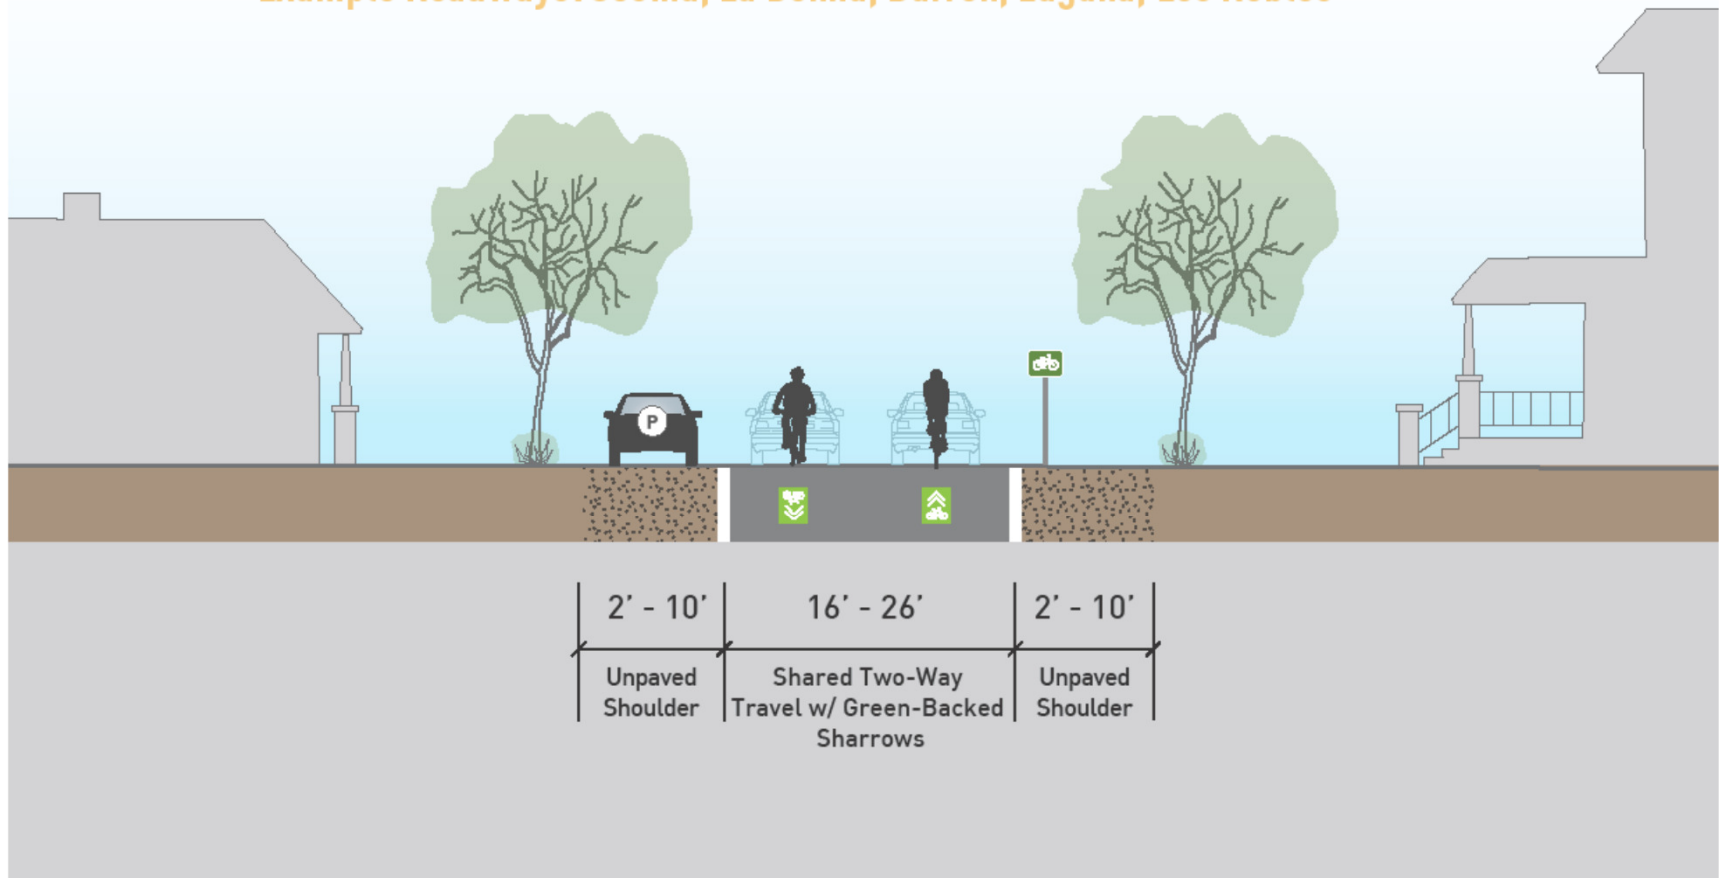 P
2’ - 10’
16’ - 26’
2’ - 10’
Unpaved
Shoulder
Shared Two-Way
Travel w/ Green-Backed
Sharrows
Unpaved
Shoulder